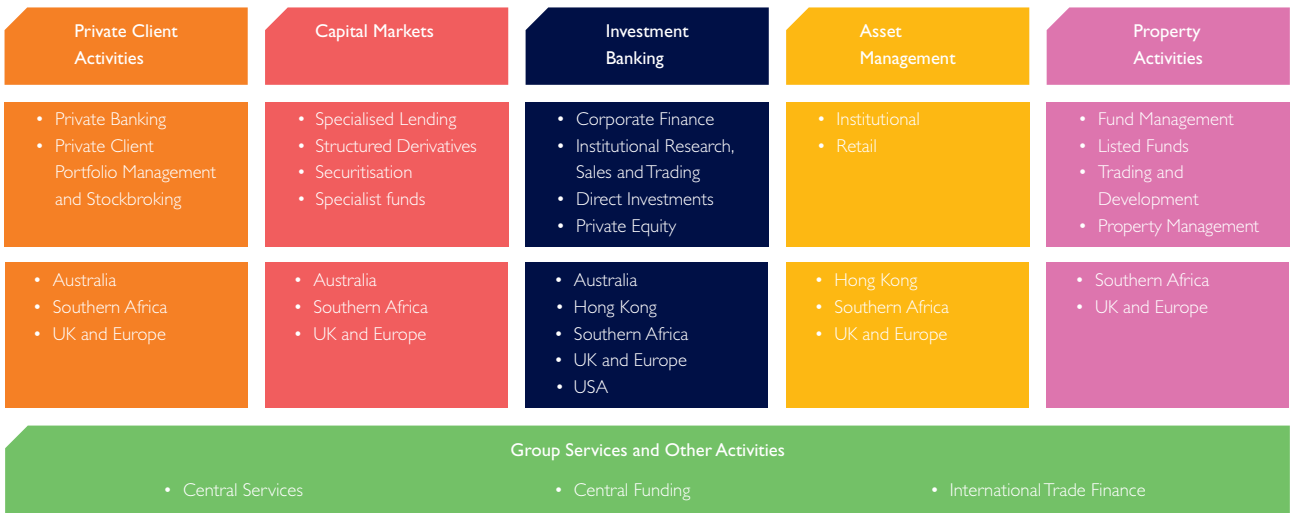 Private Client
Activities
Capital Markets
Investment
Banking
Asset
Management
Property
Activities
• Private Banking
• Private Client
Portfolio Management
and Stockbroking
• Specialised Lending
• Structured Derivatives
• Securitisation
• Specialist funds
• Corporate Finance
• Institutional Research,
Sales and Trading
• Direct Investments
• Private Equity
• Institutional
• Retail
• Fund Management
• Listed Funds
• Trading and
Development
• Property Management
• Australia
• Southern Africa
• UK and Europe
• Australia
• Southern Africa
• UK and Europe
• Australia
• Hong Kong
• Southern Africa
• UK and Europe
• USA
• Hong Kong
• Southern Africa
• UK and Europe
• Southern Africa
• UK and Europe
Group Services and Other Activities
• Central Services
• Central Funding
• International Trade Finance